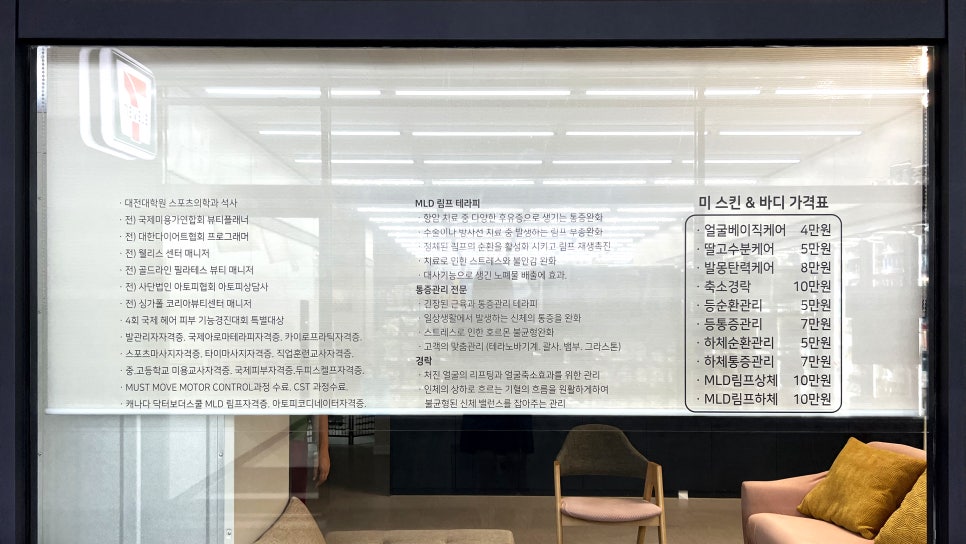 · 대전대학원 스포츠의학과 석사
· 전) 국제미용가연합회 뷰티플래너
· 전) 대한다이어트협회 프로그래머
· 전) 웰리스 센터 매니저
· 전) 골드라인 필라테스 뷰티 매니저
· 전) 사단법인 아토피협회 아토피상담사
· 전) 싱가폴 코리아뷰티센터 매니저
· 4회 국제 헤어 피부 기능경진대회 특별대상
· 발관리자자격증. 국제아로마테라피자격증. 카이로프라틱자격증.
· 스포츠마사지자격증. 타이마사지자격증. 직업훈련교사자격증.
· 중.고등학교 미용교사자격증. 국제피부자격증.두피스켈프자격증.
· MUST MOVE MOTOR CONTROL과정 수료. CST 과정수료.
· 캐나다 닥터보더스쿨 MLD 림프자격증. 아토피코디네이터자격증.
MLD 림프 테라피
· 항암 치료 중 다양한 후유증으로 생기는 통증완화
· 수술이나 방사선 치료 중 발생하는 림프 부종완화
· 정체된 림프의 순환을 활성화 시키고 림프 재생촉진
· 치료로 인한 스트레스와 불안감 완화
· 대사기능으로 생긴 노폐물 배출에 효과.
통증관리 전문
· 긴장된 근육과 통증관리 테라피
· 일상생활에서 발생하는 신체의 통증을 완화
· 스트레스로 인한 호르몬 불균형완화
· 고객의 맞춤관리 (테라노바기계. 괄사. 뱀부. 그라스톤)
경락
· 처진 얼굴의 리프팅과 얼굴축소효과를 위한 관리
· 인체의 상하로 흐르는 기혈의 흐름을 원활하게하여
불균형된 신체 밸런스를 잡아주는 관리
미 스킨 & 바디 가격표
· 얼굴베이직케어 4만원
· 딸고수분케어 5만원
· 발몽탄력케어 8만원
· 축소경락 10만원
· 등순환관리 5만원
· 등통증관리 7만원
· 하체순환관리 5만원
· 하체통증관리 7만원
· MLD림프상체 10만원
· MLD림프하체 10만원